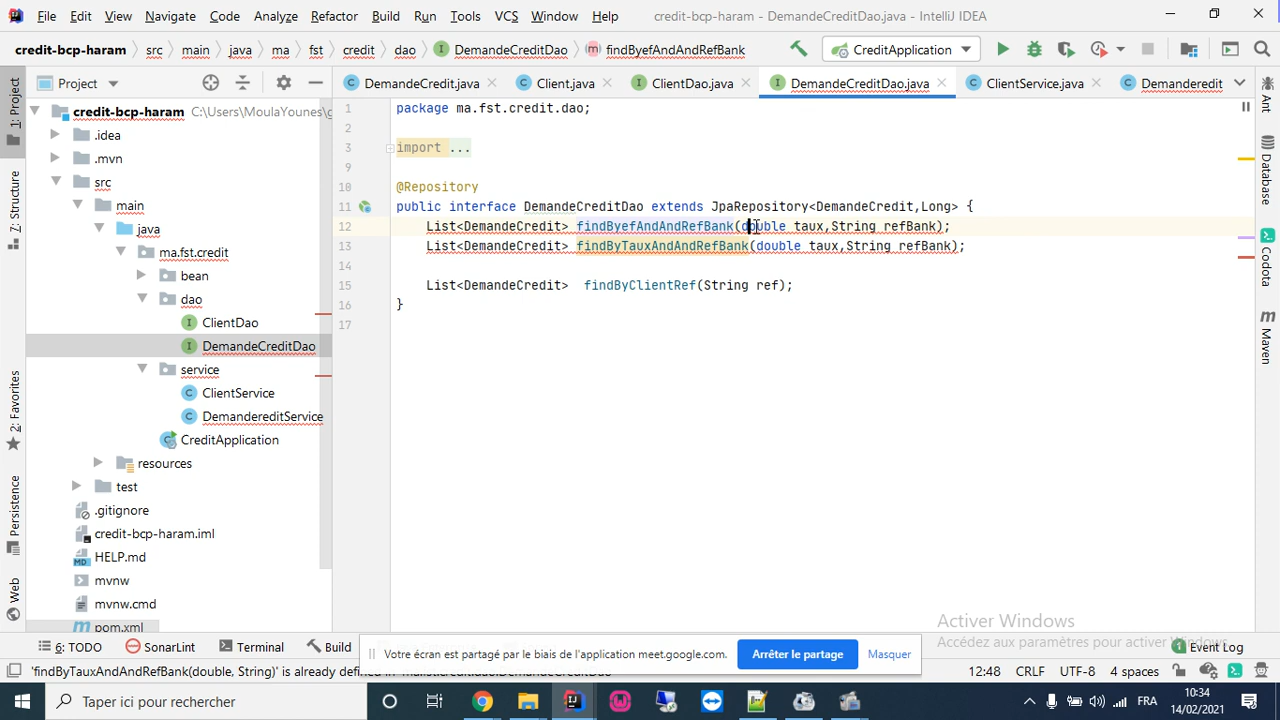 File Edit View Navigate Code Analyze Refactor Build Run Tools VCS Window Help credit-bcp-haram - DemandeCreditDao.java - IntelliJ IDEA
credit-bcp-haram src main java ma fst credit dao DemandeCreditDao findByefAndAndRefBank CreditApplication
1: Project
Project
DemandeCredit.java Client.java ClientDao.java DemandeCreditDao.java ClientService.java Demanderedit
Ant
credit-bcp-haram C:\Users\MoulaYounes\g
.idea
.mvn
src
main
java
ma.fst.credit
bean
dao
ClientDao
DemandeCreditDao
service
ClientService
DemandereditService
CreditApplication
resources
test
.gitignore
credit-bcp-haram.iml
HELP.md
mvnw
mvnw.cmd
pom.xml
7: Structure
2: Favorites
Persistence
Web
1 package ma.fst.credit.dao;
2
3 import ...
9
10 @Repository
11 public interface DemandeCreditDao extends JpaRepository<DemandeCredit,Long> {
12 List<DemandeCredit> findByefAndAndRefBank(double taux,String refBank);
13 List<DemandeCredit> findByTauxAndAndRefBank(double taux,String refBank);
14
15 List<DemandeCredit> findByClientRef(String ref);
16 }
17
Database
Codota
Maven
Activer Windows
Accédez aux paramètres pour activer Windows.
6: TODO SonarLint Terminal Build Event Log
Votre écran est partagé par le biais de l'application meet.google.com. Arrêter le partage Masquer
'findByTauxAndAndRefBank(double, String)' is already defined in 12:48 CRLF UTF-8 4 spaces
Taper ici pour rechercher FRA 10:34
14/02/2021